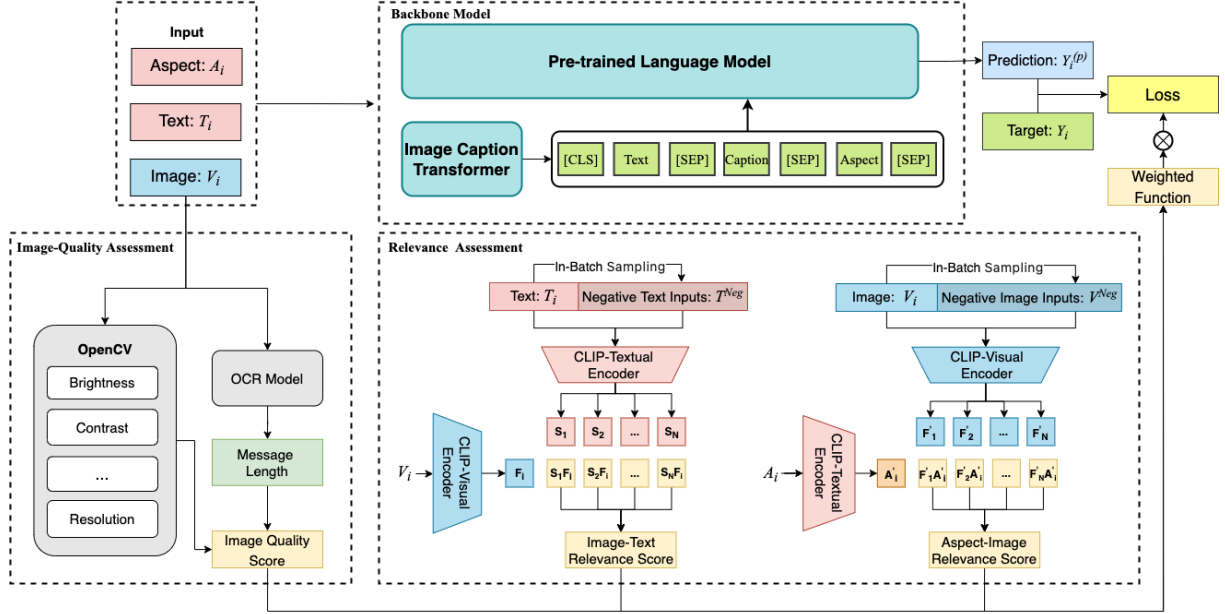 Input
Aspect: A_i
Text: T_i
Image: V_i
Backbone Model
Pre-trained Language Model
Image Caption
Transformer
[CLS] Text [SEP] Caption [SEP] Aspect [SEP]
Prediction: Y_i^(p)
Target: Y_i
Loss
Weighted
Function
Image-Quality Assessment
OpenCV
Brightness
Contrast
...
Resolution
OCR Model
Message
Length
Image Quality
Score
Relevance Assessment
In-Batch Sampling
Text: T_i Negative Text Inputs: T^Neg
CLIP-Textual
Encoder
S_1 S_2 ... S_N
V_i
CLIP-Visual
Encoder
F_i
S_1F_i S_2F_i ... S_NF_i
Image-Text
Relevance Score
In-Batch Sampling
Image: V_i Negative Image Inputs: V^Neg
CLIP-Visual
Encoder
F'_1 F'_2 ... F'_N
A_i
CLIP-Textual
Encoder
A'_i
F'_1A'_i F'_2A'_i ... F'_NA'_i
Aspect-Image
Relevance Score